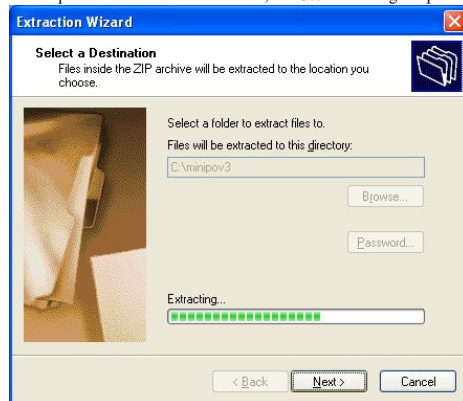 Extraction Wizard
Select a Destination
Files inside the ZIP archive will be extracted to the location you
choose.
Select a folder to extract files to.
Files will be extracted to this directory:
C:\minipov3
Browse...
Password...
Extracting...
< Back Next > Cancel